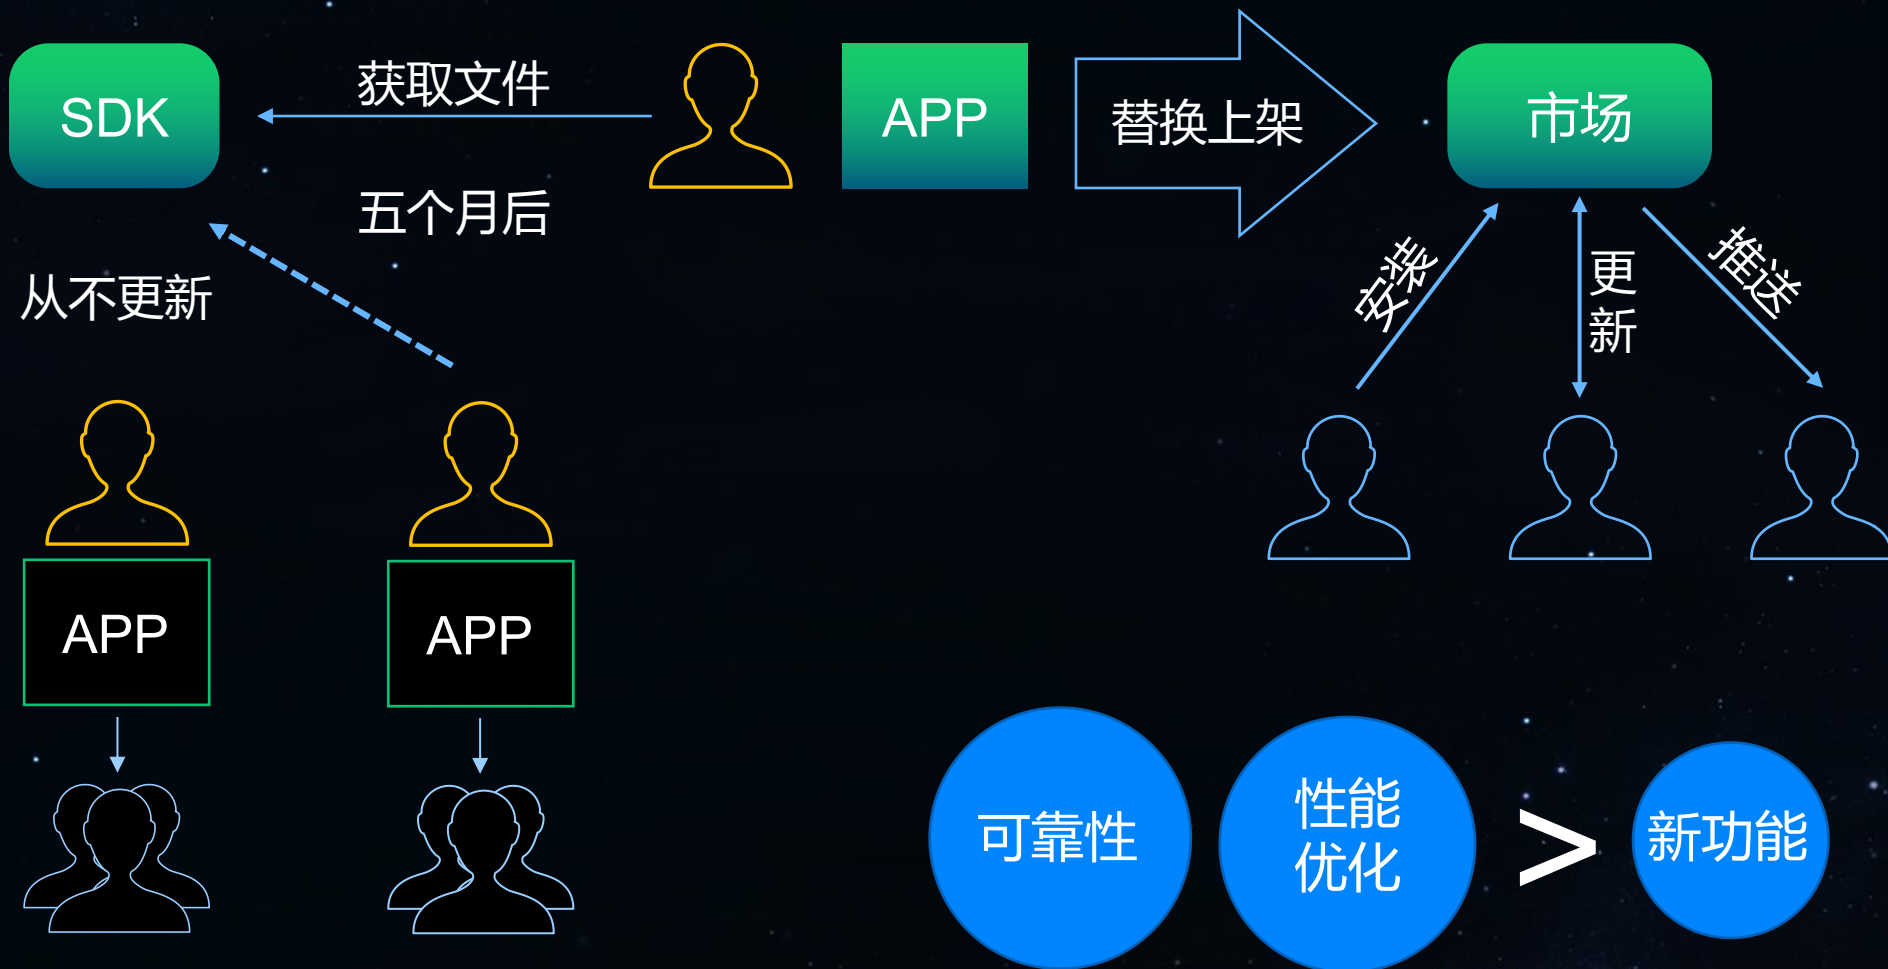 SDK
获取文件
APP
替换上架
市场
五个月后
从不更新
安装
更
新
推送
APP
APP
可靠性
性能
优化
>
新功能